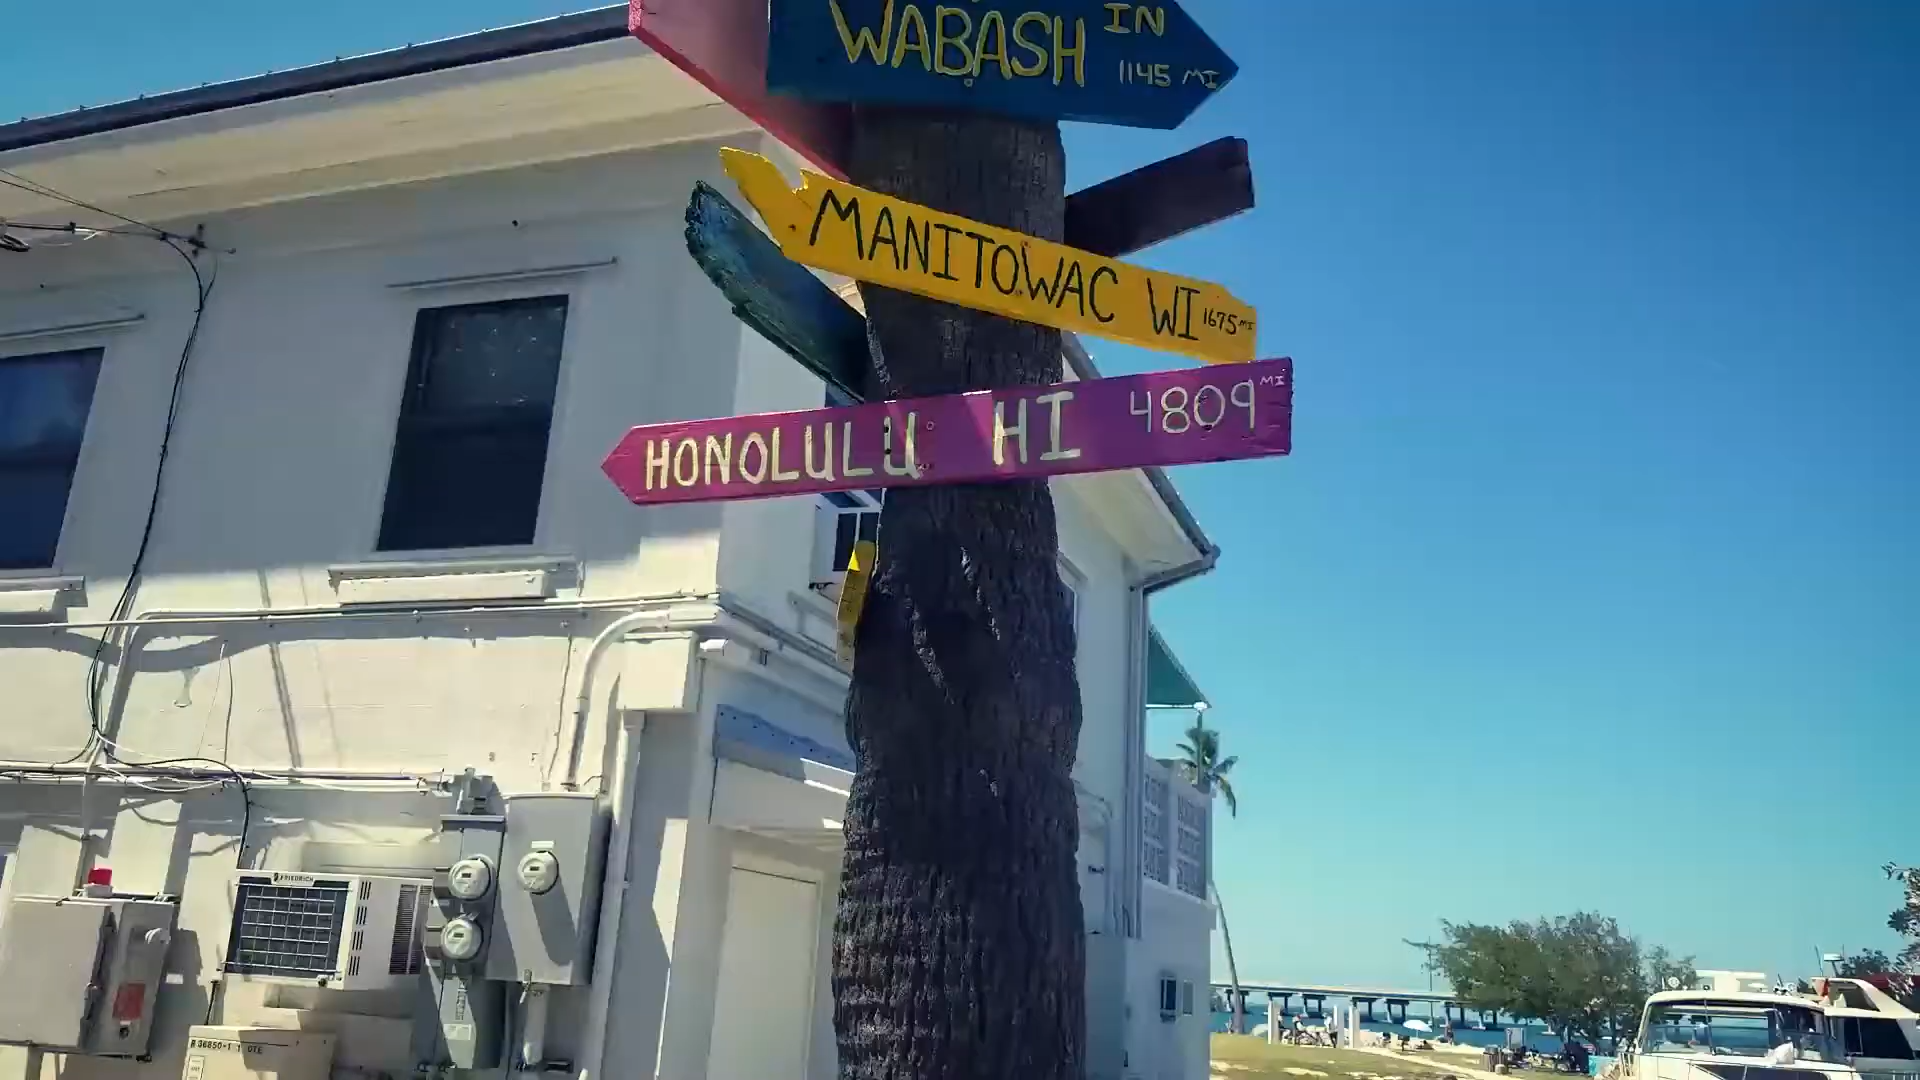 WABASH IN
1145 MI
MANITOWAC WI 1675 MI
HONOLULU HI 4809 MI
FRIEDRICH